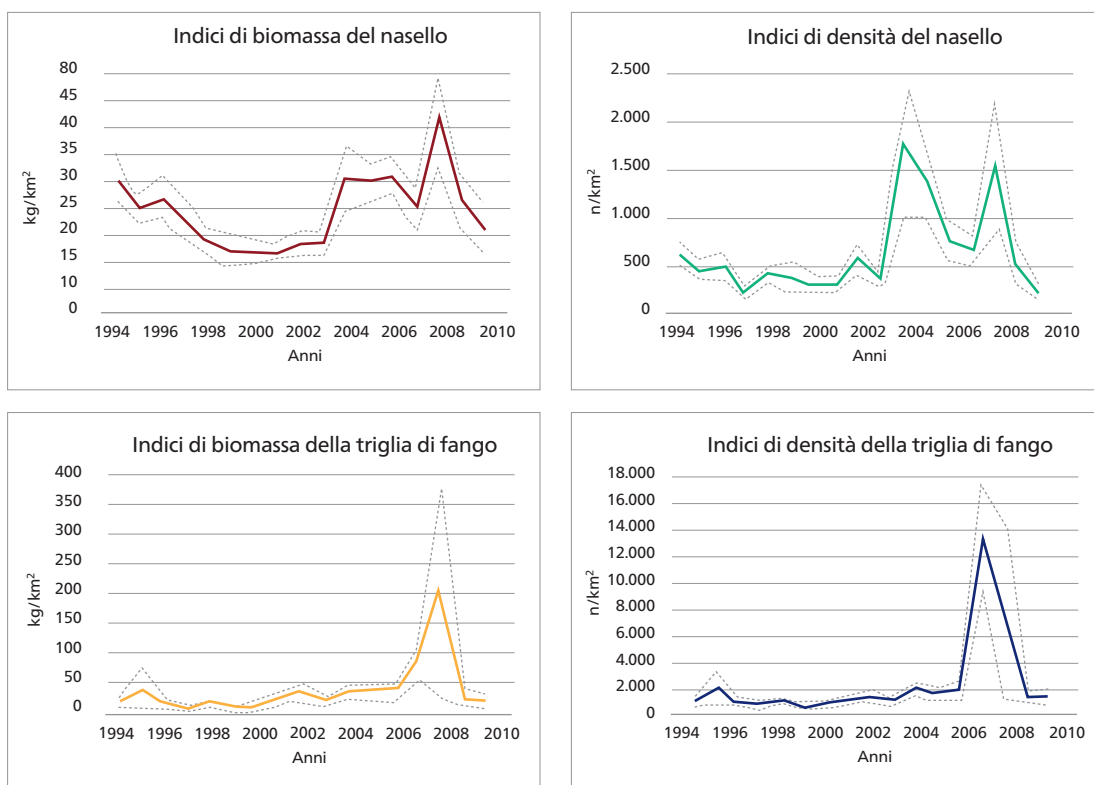 Indici di biomassa del nasello
kg/km²
80
45
40
35
30
25
20
15
10
0
1994 1996 1998 2000 2002 2004 2006 2008 2010
Anni
Indici di densità del nasello
n/km²
2.500
2.000
1.500
1.000
500
0
1994 1996 1998 2000 2002 2004 2006 2008 2010
Anni
Indici di biomassa della triglia di fango
kg/km²
400
350
300
250
200
150
100
50
0
1994 1996 1998 2000 2002 2004 2006 2008 2010
Anni
Indici di densità della triglia di fango
n/km²
18.000
16.000
14.000
12.000
10.000
8.000
6.000
4.000
2.000
0
1994 1996 1998 2000 2002 2004 2006 2008 2010
Anni